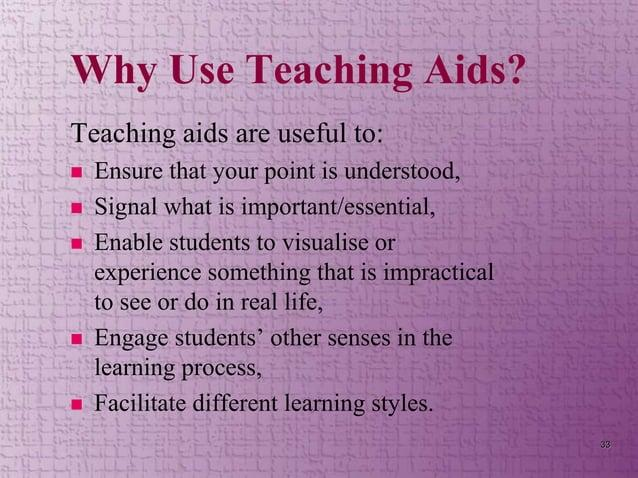 Why Use Teaching Aids?
Teaching aids are useful to:
Ensure that your point is understood,
Signal what is important/essential,
Enable students to visualise or
experience something that is impractical
to see or do in real life,
Engage students’ other senses in the
learning process,
Facilitate different learning styles.
33